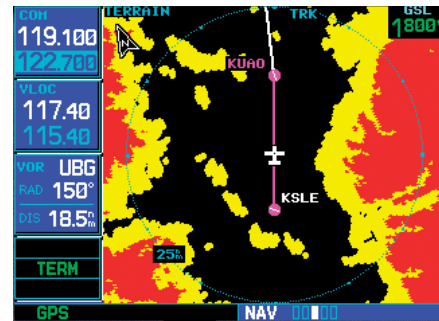 COM
119.100
122.700
VLOC
117.40
115.40
VOR UBG
RAD 150°
DIS 18.5nm
TERM
GPS
TERRAIN
TRK
GSL
1800ft
N
KUAO
KSLE
25nm
NAV